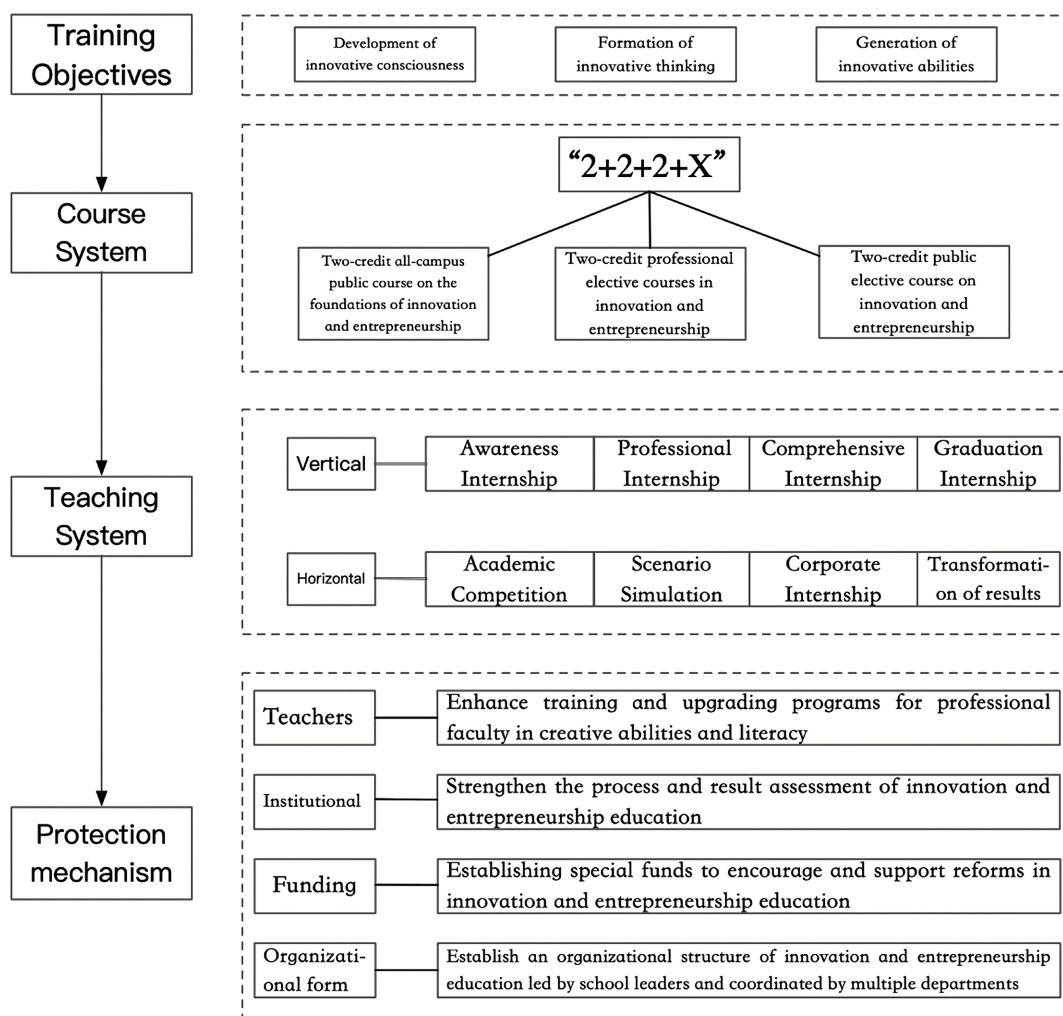 Training
Objectives
Development of
innovative consciousness
Formation of
innovative thinking
Generation of
innovative abilities
Course
System
“2+2+2+X”
Two-credit all-campus
public course on the
foundations of innovation
and entrepreneurship
Two-credit professional
elective courses in
innovation and
entrepreneurship
Two-credit public
elective course on
innovation and
entrepreneurship
Teaching
System
Vertical
Awareness
Internship
Professional
Internship
Comprehensive
Internship
Graduation
Internship
Horizontal
Academic
Competition
Scenario
Simulation
Corporate
Internship
Transformati-
on of results
Protection
mechanism
Teachers
Enhance training and upgrading programs for professional
faculty in creative abilities and literacy
Institutional
Strengthen the process and result assessment of innovation and
entrepreneurship education
Funding
Establishing special funds to encourage and support reforms in
innovation and entrepreneurship education
Organizati-
onal form
Establish an organizational structure of innovation and entrepreneurship
education led by school leaders and coordinated by multiple departments